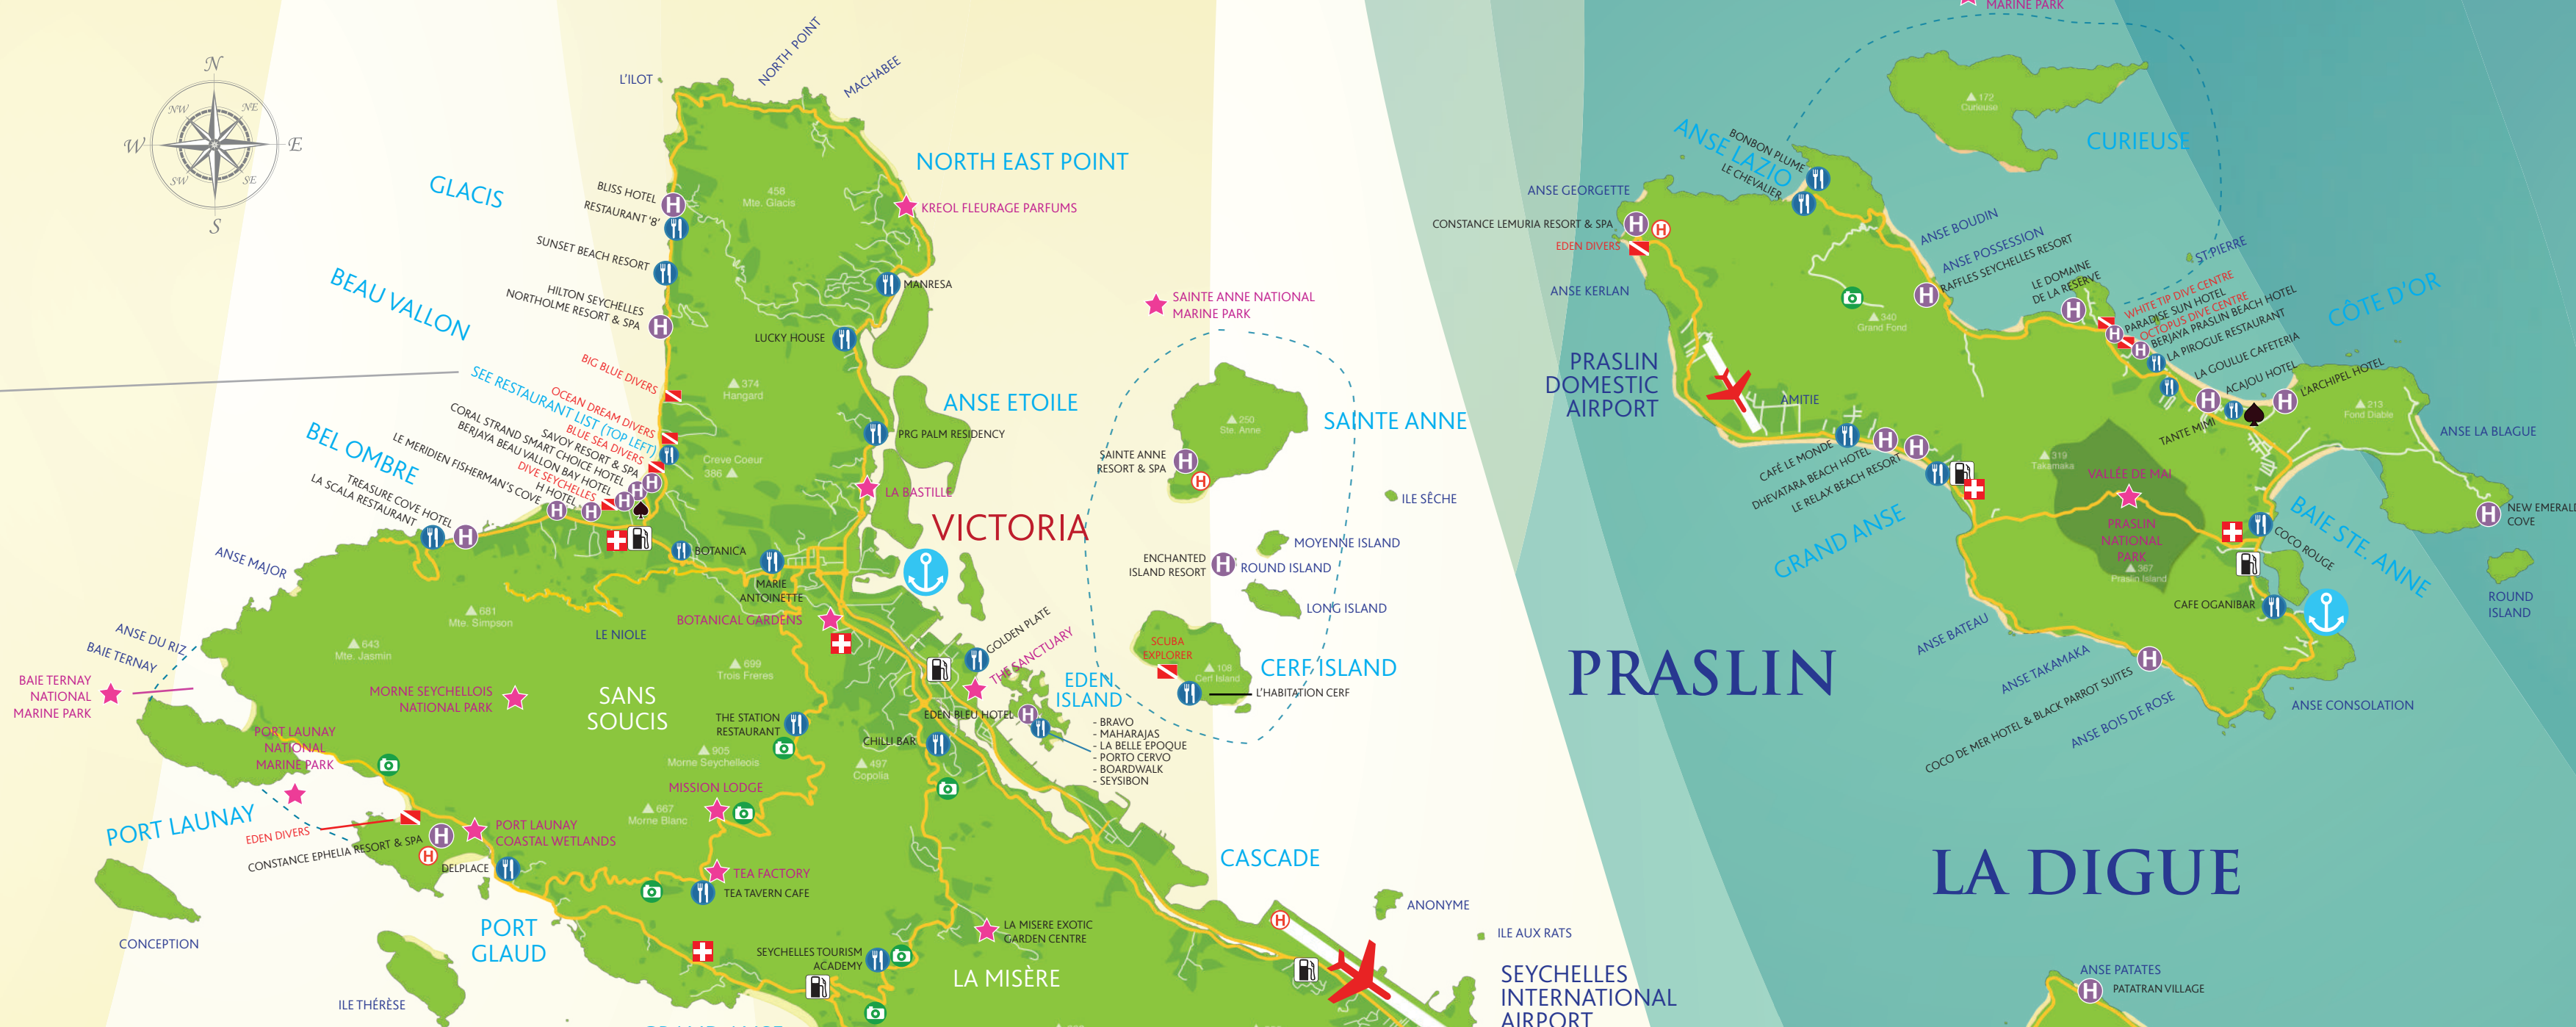 N
NW
NE
W
E
SW
SE
S
L'ILOT
NORTH POINT
MACHABEE
GLACIS
NORTH EAST POINT
BLISS HOTEL
RESTAURANT '8'
458
Mte. Glacis
KREOL FLEURAGE PARFUMS
SUNSET BEACH RESORT
BEAU VALLON
HILTON SEYCHELLES
NORTHOLME RESORT & SPA
MANRESA
LUCKY HOUSE
SAINTE ANNE NATIONAL
MARINE PARK
BIG BLUE DIVERS
374
Hangard
ANSE ETOILE
OCEAN DREAM DIVERS
SEE RESTAURANT LIST (TOP LEFT)
BLUE SEA DIVERS
SAVOY RESORT & SPA
CORAL STRAND SMART CHOICE HOTEL
BERJAYA BEAU VALLON BAY HOTEL
DIVE SEYCHELLES
H HOTEL
LE MERIDIEN FISHERMAN'S COVE
BEL OMBRE
TREASURE COVE HOTEL
LA SCALA RESTAURANT
Creve Coeur
386
PRG PALM RESIDENCY
250
Ste. Anne
SAINTE ANNE
SAINTE ANNE
RESORT & SPA
LA BASTILLE
ILE SÊCHE
VICTORIA
BOTANICA
MARIE
ANTOINETTE
MOYENNE ISLAND
ENCHANTED
ISLAND RESORT
ROUND ISLAND
LONG ISLAND
ANSE MAJOR
681
Mte. Simpson
643
Mte. Jasmin
LE NIOLE
BOTANICAL GARDENS
GOLDEN PLATE
THE SANCTUARY
ANSE DU RIZ
BAIE TERNAY
BAIE TERNAY
NATIONAL
MARINE PARK
MORNE SEYCHELLOIS
NATIONAL PARK
SANS
SOUCIS
699
Trois Freres
SCUBA
EXPLORER
108
Cerf Island
CERF ISLAND
L'HABITATION CERF
EDEN
ISLAND
EDEN BLEU HOTEL
- BRAVO
- MAHARAJAS
- LA BELLE EPOQUE
- PORTO CERVO
- BOARDWALK
- SEYSIBON
THE STATION
RESTAURANT
CHILLI BAR
PORT LAUNAY
NATIONAL
MARINE PARK
905
Morne Seychelleois
497
Copolia
MISSION LODGE
667
Morne Blanc
PORT LAUNAY
EDEN DIVERS
CONSTANCE EPHELIA RESORT & SPA
PORT LAUNAY
COASTAL WETLANDS
DELPLACE
TEA FACTORY
TEA TAVERN CAFE
CASCADE
CONCEPTION
PORT
GLAUD
LA MISERE EXOTIC
GARDEN CENTRE
SEYCHELLES TOURISM
ACADEMY
LA MISÈRE
ANONYME
ILE AUX RATS
ILE THÉRÈSE
SEYCHELLES
INTERNATIONAL
AIRPORT
MARINE PARK
172
Curieuse
CURIEUSE
ANSE LAZIO
BONBON PLUME
LE CHEVALIER
ANSE GEORGETTE
CONSTANCE LEMURIA RESORT & SPA
EDEN DIVERS
ANSE KERLAN
ANSE BOUDIN
ANSE POSSESSION
RAFFLES SEYCHELLES RESORT
ST.PIERRE
LE DOMAINE
DE LA RESERVE
WHITE TIP DIVE CENTRE
PARADISE SUN HOTEL
OCTOPUS DIVE CENTRE
BERJAYA PRASLIN BEACH HOTEL
LA PIROGUE RESTAURANT
LA GOULUE CAFETERIA
ACAJOU HOTEL
L'ARCHIPEL HOTEL
TANTE MIMI
CÔTE D'OR
340
Grand Fond
PRASLIN
DOMESTIC
AIRPORT
AMITIE
213
Fond Diable
ANSE LA BLAGUE
CAFÉ LE MONDE
DHEVATARA BEACH HOTEL
LE RELAX BEACH RESORT
GRAND ANSE
319
Takamaka
VALLÉE DE MAI
PRASLIN
NATIONAL
PARK
367
Praslin Island
NEW EMERALD
COVE
BAIE STE. ANNE
COCO ROUGE
CAFE OGANIBAR
ROUND
ISLAND
ANSE BATEAU
ANSE TAKAMAKA
COCO DE MER HOTEL & BLACK PARROT SUITES
ANSE BOIS DE ROSE
ANSE CONSOLATION
PRASLIN
LA DIGUE
ANSE PATATES
PATATRAN VILLAGE